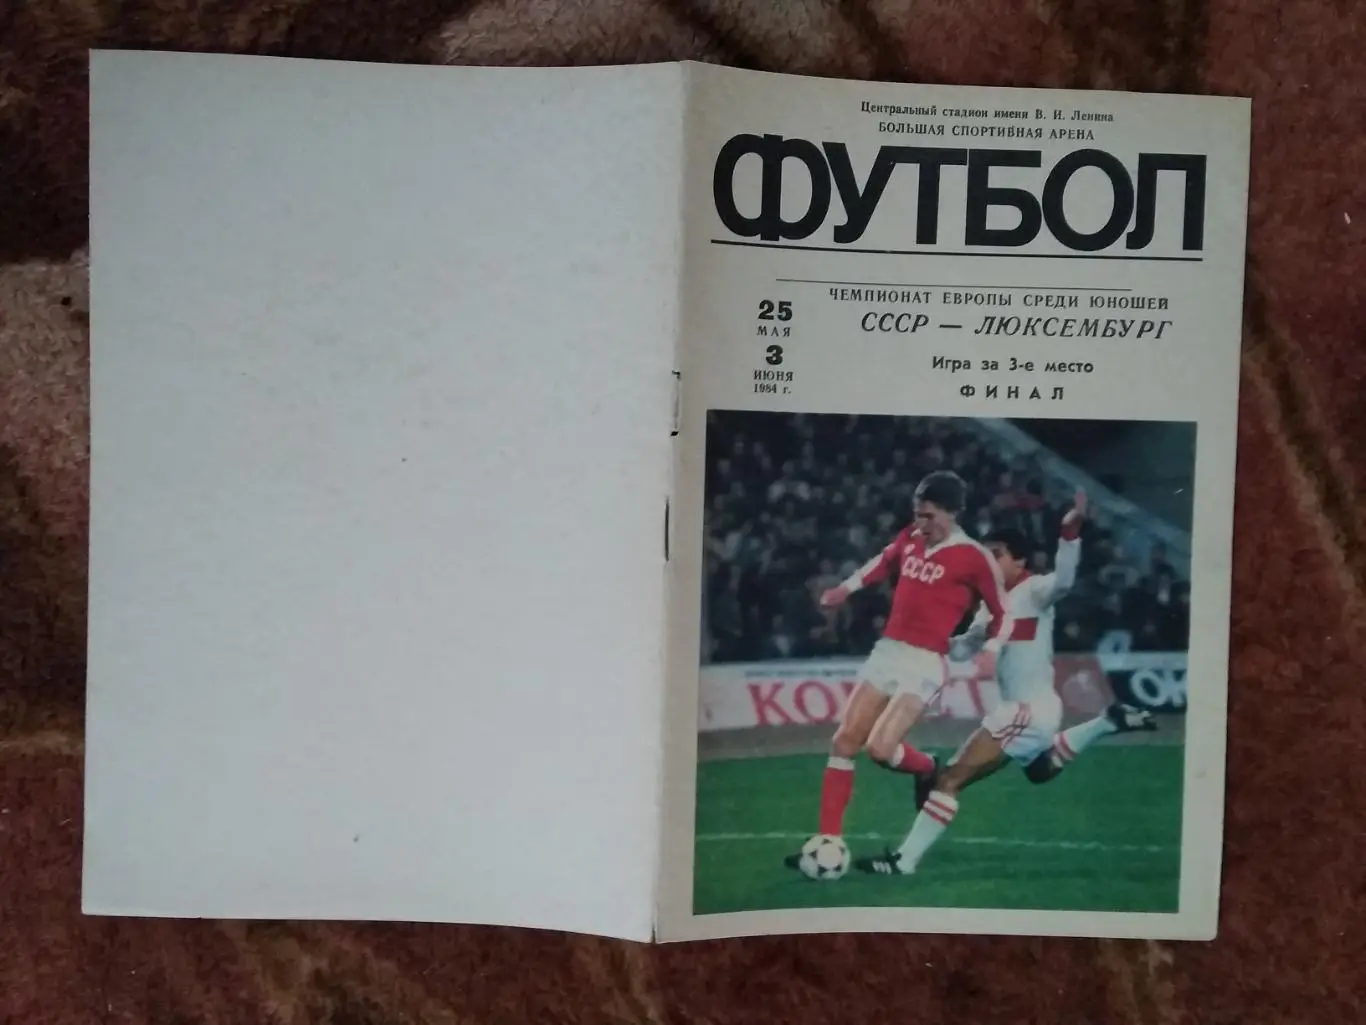 Центральный стадион имени В. И. Ленина
БОЛЬШАЯ СПОРТИВНАЯ АРЕНА
ФУТБОЛ
25
МАЯ
3
ИЮНЯ
1984 г.
ЧЕМПИОНАТ ЕВРОПЫ СРЕДИ ЮНОШЕЙ
СССР — ЛЮКСЕМБУРГ
Игра за 3-е место
ФИНАЛ
СССР